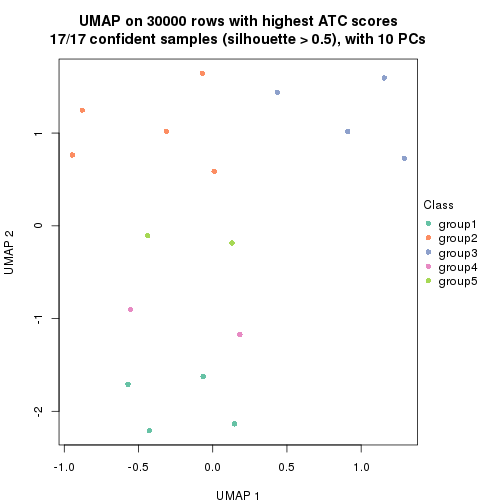 UMAP on 30000 rows with highest ATC scores
17/17 confident samples (silhouette > 0.5), with 10 PCs
1
0
-1
-2
UMAP 2
-1.0 -0.5 0.0 0.5 1.0
UMAP 1
Class
group1
group2
group3
group4
group5